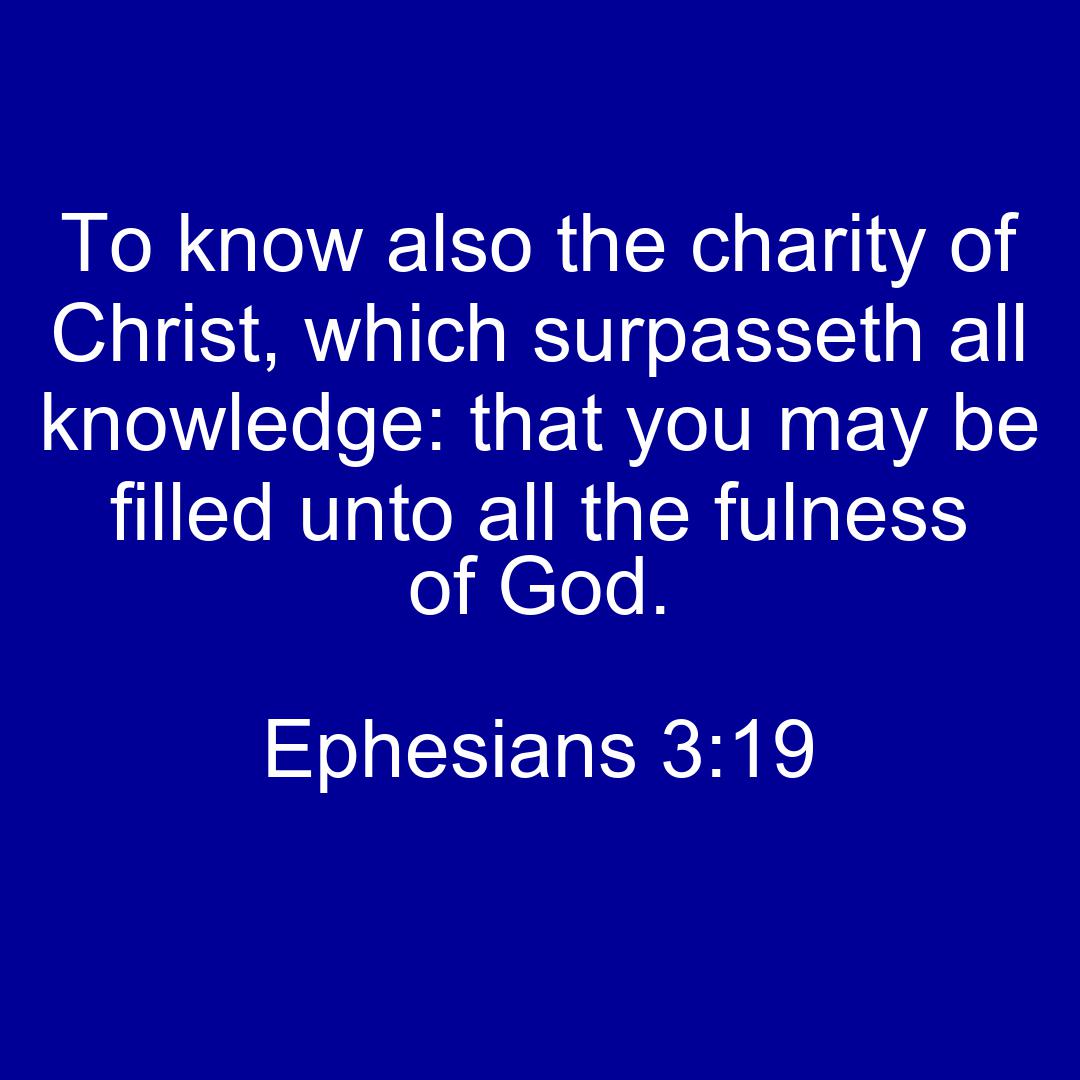 To know also the charity of
Christ, which surpasseth all
knowledge: that you may be
filled unto all the fulness
of God.
Ephesians 3:19